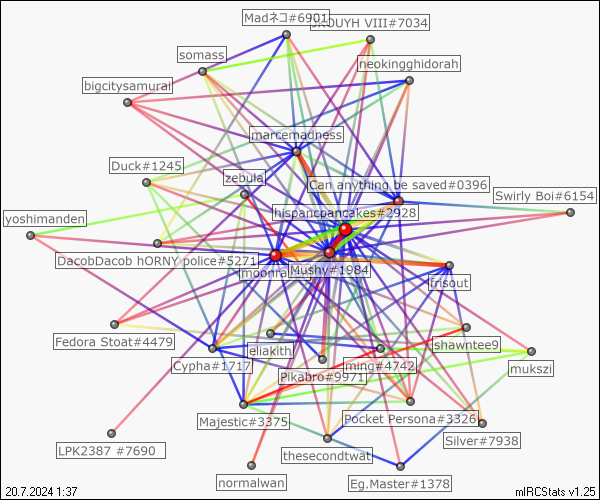 Madネコ#6901
OUYH VIII#7034
somass
neokingghidorah
bigcitysamurai
marcemadness
Duck#1245
zebula
Can anything be saved#0396
Swirly Boi#6154
hispanicpancakes#2928
yoshimanden
DacobDacob hORNY police#5271
moonra
Mushy#1984
frisout
Fedora Stoat#4479
Cypha#1717
eliakith
ming#4742
shawntee9
mukszi
Pikabro#9971
Majestic#3375
Pocket Persona#3326
LPK2387 #7690
Silver#7938
thesecondtwat
normalwan
Eg.Master#1378
20.7.2024 1:37
mIRCStats v1.25